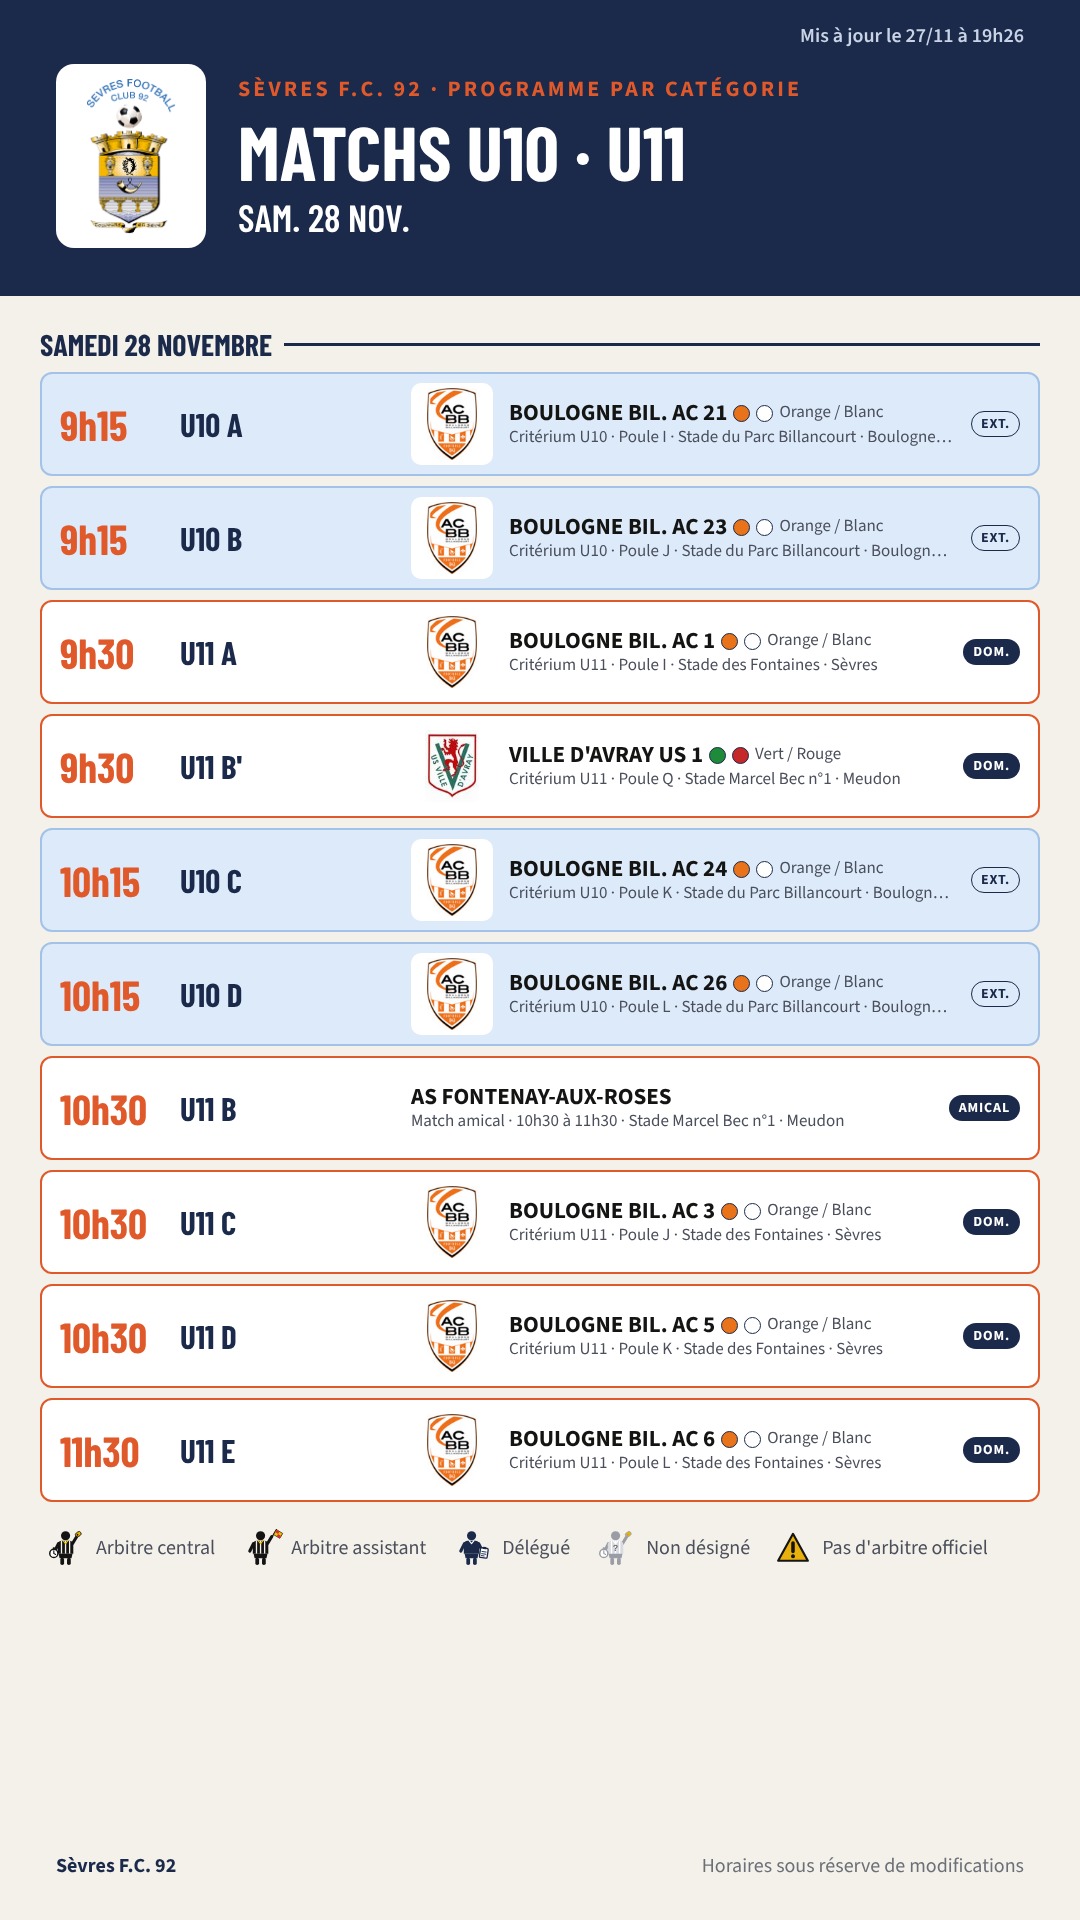 Mis à jour le 27/11 à 19h26
SEVRES FOOTBALL
CLUB 92
SÈVRES F.C. 92 · PROGRAMME PAR CATÉGORIE
MATCHS U10 · U11
SAM. 28 NOV.
SAMEDI 28 NOVEMBRE
9h15 U10 A BOULOGNE BIL. AC 21 Orange / Blanc EXT.
Critérium U10 · Poule I · Stade du Parc Billancourt · Boulogne…
9h15 U10 B BOULOGNE BIL. AC 23 Orange / Blanc EXT.
Critérium U10 · Poule J · Stade du Parc Billancourt · Boulogn…
9h30 U11 A BOULOGNE BIL. AC 1 Orange / Blanc DOM.
Critérium U11 · Poule I · Stade des Fontaines · Sèvres
9h30 U11 B' VILLE D'AVRAY US 1 Vert / Rouge DOM.
Critérium U11 · Poule Q · Stade Marcel Bec n°1 · Meudon
10h15 U10 C BOULOGNE BIL. AC 24 Orange / Blanc EXT.
Critérium U10 · Poule K · Stade du Parc Billancourt · Boulogn…
10h15 U10 D BOULOGNE BIL. AC 26 Orange / Blanc EXT.
Critérium U10 · Poule L · Stade du Parc Billancourt · Boulogn…
10h30 U11 B AS FONTENAY-AUX-ROSES AMICAL
Match amical · 10h30 à 11h30 · Stade Marcel Bec n°1 · Meudon
10h30 U11 C BOULOGNE BIL. AC 3 Orange / Blanc DOM.
Critérium U11 · Poule J · Stade des Fontaines · Sèvres
10h30 U11 D BOULOGNE BIL. AC 5 Orange / Blanc DOM.
Critérium U11 · Poule K · Stade des Fontaines · Sèvres
11h30 U11 E BOULOGNE BIL. AC 6 Orange / Blanc DOM.
Critérium U11 · Poule L · Stade des Fontaines · Sèvres
Arbitre central Arbitre assistant Délégué Non désigné Pas d'arbitre officiel
Sèvres F.C. 92 Horaires sous réserve de modifications